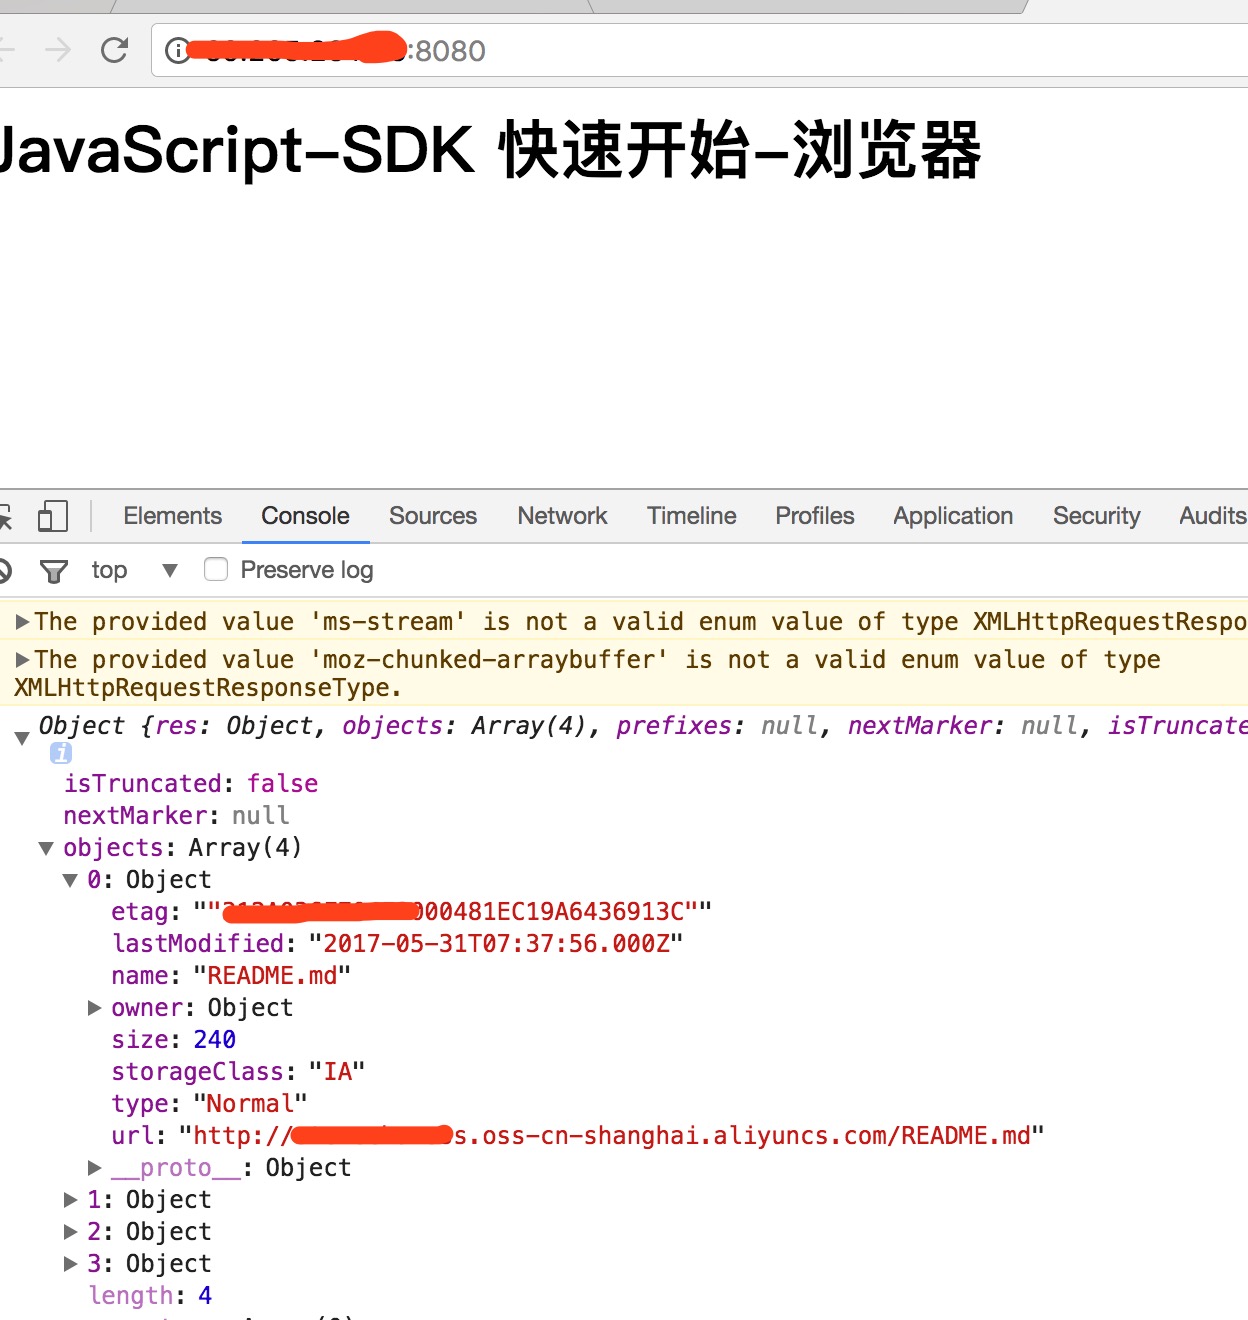 :8080
JavaScript-SDK 快速开始-浏览器
Elements Console Sources Network Timeline Profiles Application Security Audits
top Preserve log
The provided value 'ms-stream' is not a valid enum value of type XMLHttpRequestRespo
The provided value 'moz-chunked-arraybuffer' is not a valid enum value of type
XMLHttpRequestResponseType.
Object {res: Object, objects: Array(4), prefixes: null, nextMarker: null, isTruncate
i
isTruncated: false
nextMarker: null
objects: Array(4)
0: Object
etag: ""000481EC19A6436913C""
lastModified: "2017-05-31T07:37:56.000Z"
name: "README.md"
owner: Object
size: 240
storageClass: "IA"
type: "Normal"
url: "http://s.oss-cn-shanghai.aliyuncs.com/README.md"
__proto__: Object
1: Object
2: Object
3: Object
length: 4